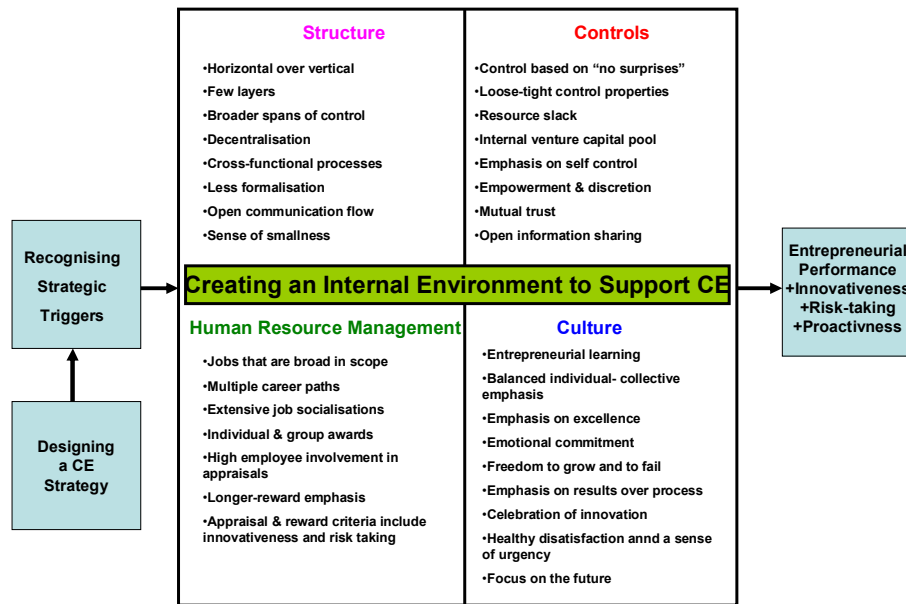 Structure
•Horizontal over vertical
•Few layers
•Broader spans of control
•Decentralisation
•Cross-functional processes
•Less formalisation
•Open communication flow
•Sense of smallness
Controls
•Control based on “no surprises”
•Loose-tight control properties
•Resource slack
•Internal venture capital pool
•Emphasis on self control
•Empowerment & discretion
•Mutual trust
•Open information sharing
Recognising
Strategic
Triggers
Creating an Internal Environment to Support CE
Entrepreneurial
Performance
+Innovativeness
+Risk-taking
+Proactivness
Human Resource Management
•Jobs that are broad in scope
•Multiple career paths
•Extensive job socialisations
•Individual & group awards
•High employee involvement in
appraisals
•Longer-reward emphasis
•Appraisal & reward criteria include
innovativeness and risk taking
Culture
•Entrepreneurial learning
•Balanced individual- collective
emphasis
•Emphasis on excellence
•Emotional commitment
•Freedom to grow and to fail
•Emphasis on results over process
•Celebration of innovation
•Healthy disatisfaction annd a sense
of urgency
•Focus on the future
Designing
a CE
Strategy